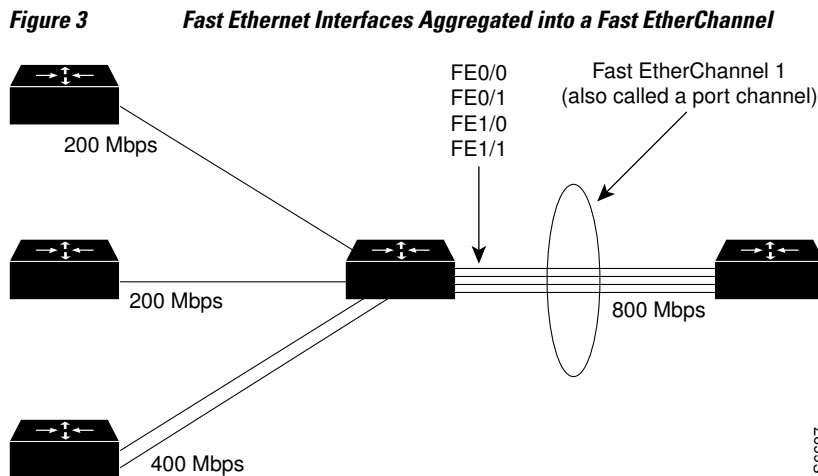 Figure 3 Fast Ethernet Interfaces Aggregated into a Fast EtherChannel
FE0/0
FE0/1
FE1/0
FE1/1
Fast EtherChannel 1
(also called a port channel)
200 Mbps
200 Mbps
800 Mbps
400 Mbps